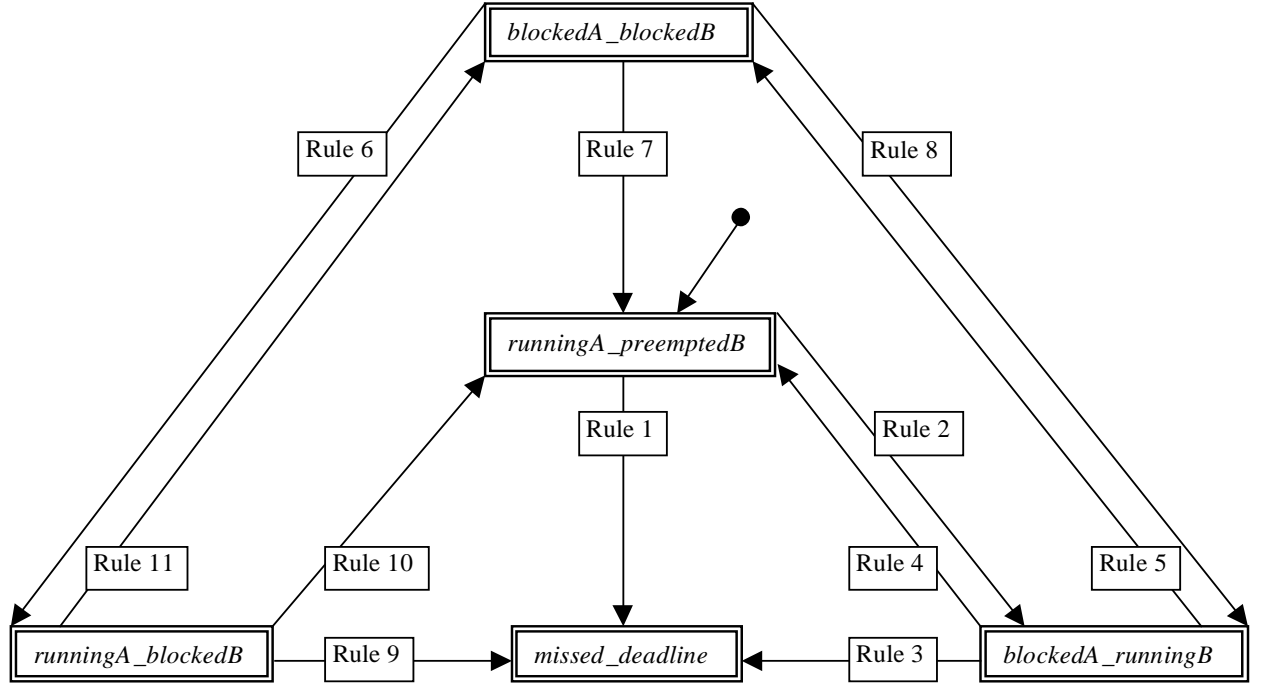 blockedA_blockedB
Rule 6
Rule 7
Rule 8
runningA_preemptedB
Rule 1
Rule 2
Rule 11
Rule 10
Rule 4
Rule 5
runningA_blockedB
Rule 9
missed_deadline
Rule 3
blockedA_runningB